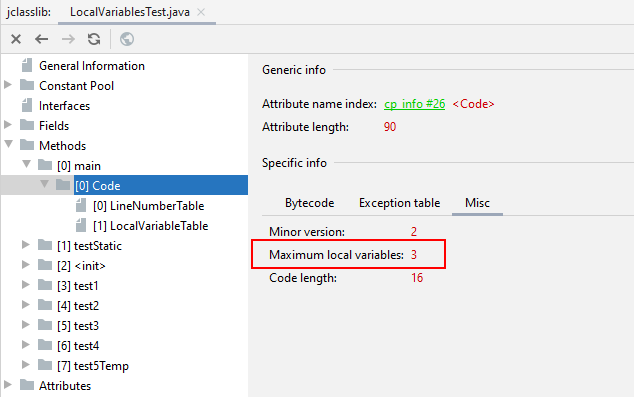 jclasslib: LocalVariablesTest.java
General Information
Constant Pool
Interfaces
Fields
Methods
[0] main
[0] Code
[0] LineNumberTable
[1] LocalVariableTable
[1] testStatic
[2] <init>
[3] test1
[4] test2
[5] test3
[6] test4
[7] test5Temp
Attributes
Generic info
Attribute name index: cp_info #26 <Code>
Attribute length: 90
Specific info
Bytecode Exception table Misc
Minor version: 2
Maximum local variables: 3
Code length: 16